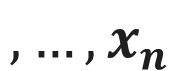 , … , xₙ